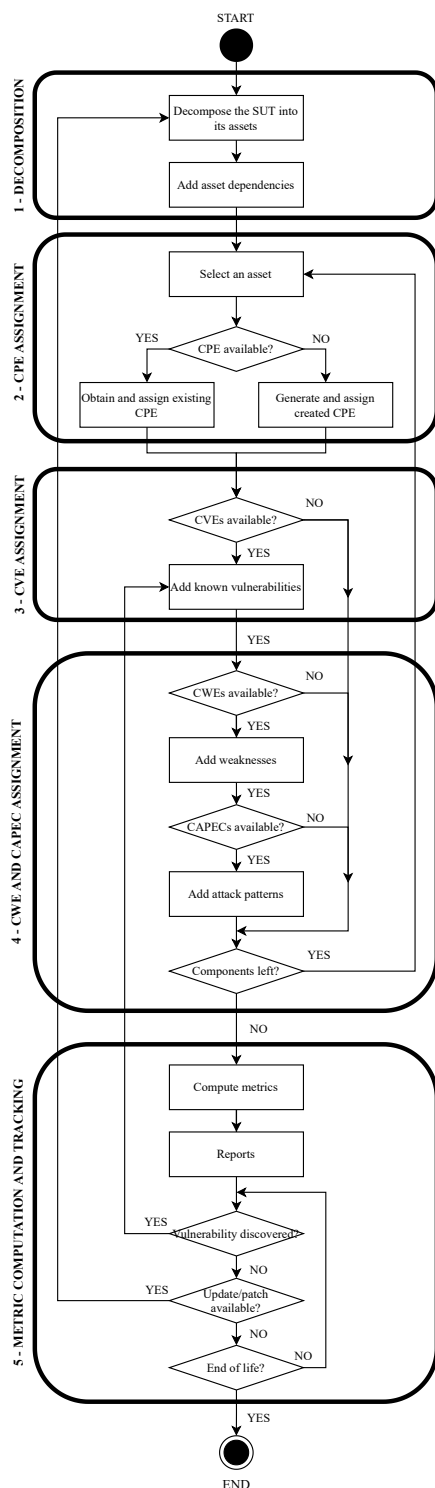 START
1 - DECOMPOSITION
Decompose the SUT into
its assets
Add asset dependencies
2 - CPE ASSIGNMENT
Select an asset
YES
CPE available?
NO
Obtain and assign existing
CPE
Generate and assign
created CPE
3 - CVE ASSIGNMENT
CVEs available?
NO
YES
Add known vulnerabilities
YES
4 - CWE AND CAPEC ASSIGNMENT
CWEs available?
NO
YES
Add weaknesses
YES
CAPECs available?
NO
YES
Add attack patterns
Components left?
YES
NO
5 - METRIC COMPUTATION AND TRACKING
Compute metrics
Reports
YES
Vulnerability discovered?
NO
YES
Update/patch
available?
NO
End of life?
NO
YES
END